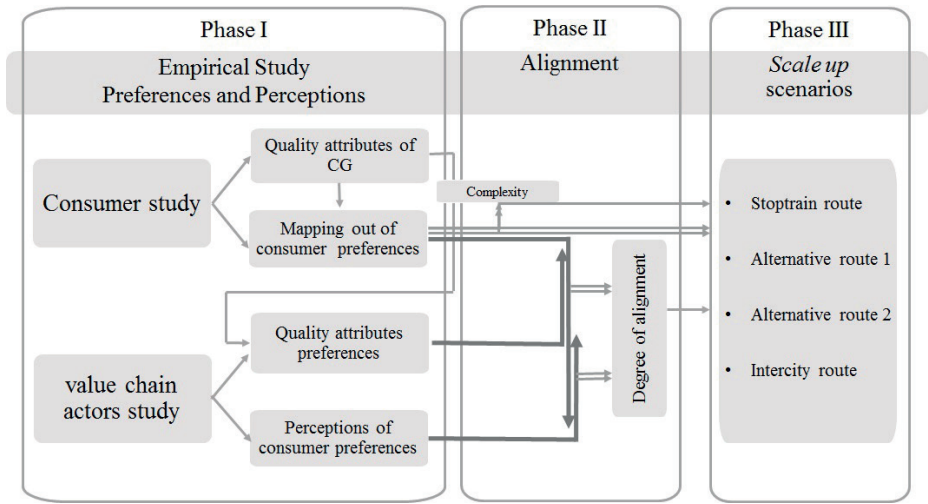 Phase I
Empirical Study
Preferences and Perceptions
Consumer study
Quality attributes of
CG
Mapping out of
consumer preferences
value chain
actors study
Quality attributes
preferences
Perceptions of
consumer preferences
Phase II
Alignment
Complexity
Degree of alignment
Phase III
Scale up
scenarios
• Stoptrain route
• Alternative route 1
• Alternative route 2
• Intercity route